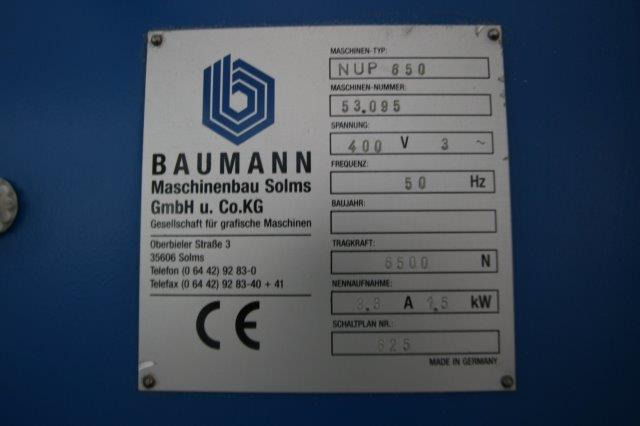 BAUMANN
Maschinenbau Solms
GmbH u. Co.KG
Gesellschaft für grafische Maschinen
Oberbieler Straße 3
35606 Solms
Telefon (0 64 42) 92 83-0
Telefax (0 64 42) 92 83-40 + 41
CE
MASCHINEN-TYP:
NUP 650
MASCHINEN-NUMMER:
53.095
SPANNUNG:
400 V 3 ~
FREQUENZ:
50 Hz
BAUJAHR:
TRAGKRAFT:
6500 N
NENNAUFNAHME:
3.3 A 1,5 kW
SCHALTPLAN NR.:
625
MADE IN GERMANY